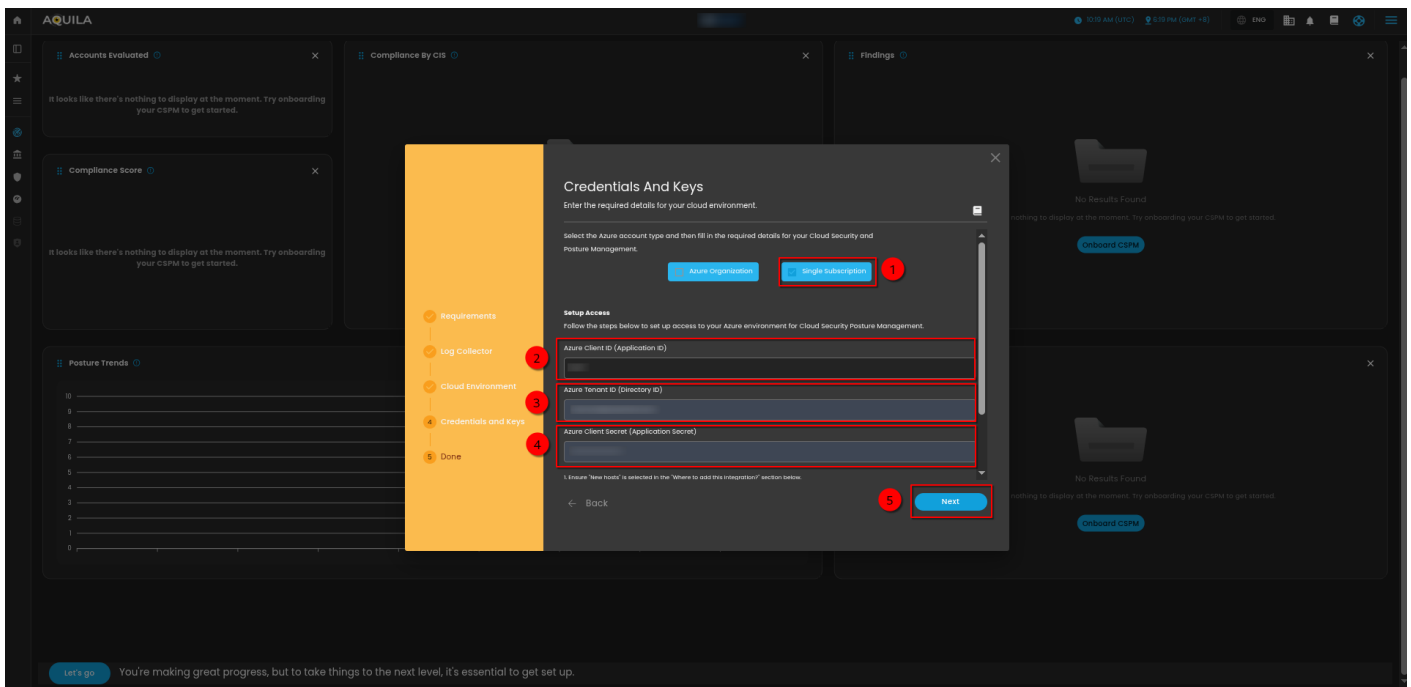 AQUILA
10:19 AM (UTC) 6:19 PM (GMT +8) ENG
Accounts Evaluated
It looks like there's nothing to display at the moment. Try onboarding
your CSPM to get started.
Compliance By CIS
Findings
No Results Found
nothing to display at the moment. Try onboarding your CSPM to get started.
Onboard CSPM
Compliance Score
It looks like there's nothing to display at the moment. Try onboarding
your CSPM to get started.
Requirements
Log Collector
Cloud Environment
4 Credentials and Keys
5 Done
Credentials And Keys
Enter the required details for your cloud environment.
Select the Azure account type and then fill in the required details for your Cloud Security and
Posture Management.
Azure Organization
Single Subscription
1
Setup Access
Follow the steps below to set up access to your Azure environment for Cloud Security Posture Management.
2
Azure Client ID (Application ID)
3
Azure Tenant ID (Directory ID)
4
Azure Client Secret (Application Secret)
1. Ensure "New hosts" is selected in the "Where to add this integration?" section below.
Back
5
Next
Posture Trends
10
9
8
7
6
5
4
3
2
1
0
No Results Found
nothing to display at the moment. Try onboarding your CSPM to get started.
Onboard CSPM
Let's go
You're making great progress, but to take things to the next level, it's essential to get set up.